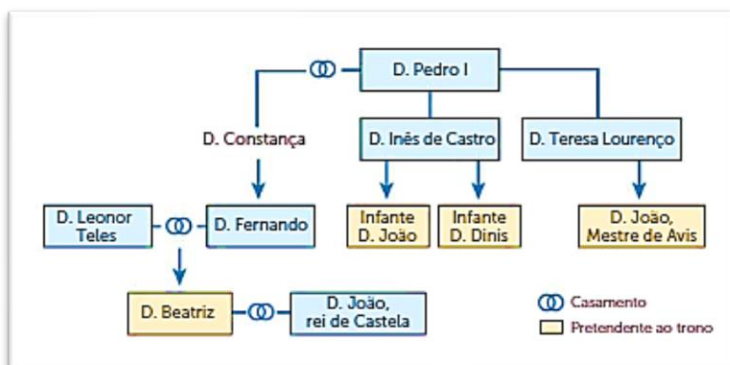 D. Pedro I
D. Constança
D. Inês de Castro
D. Teresa Lourenço
D. Leonor
Teles
D. Fernando
Infante
D. João
Infante
D. Dinis
D. João,
Mestre de Avis
D. Beatriz
D. João,
rei de Castela
Casamento
Pretendente ao trono